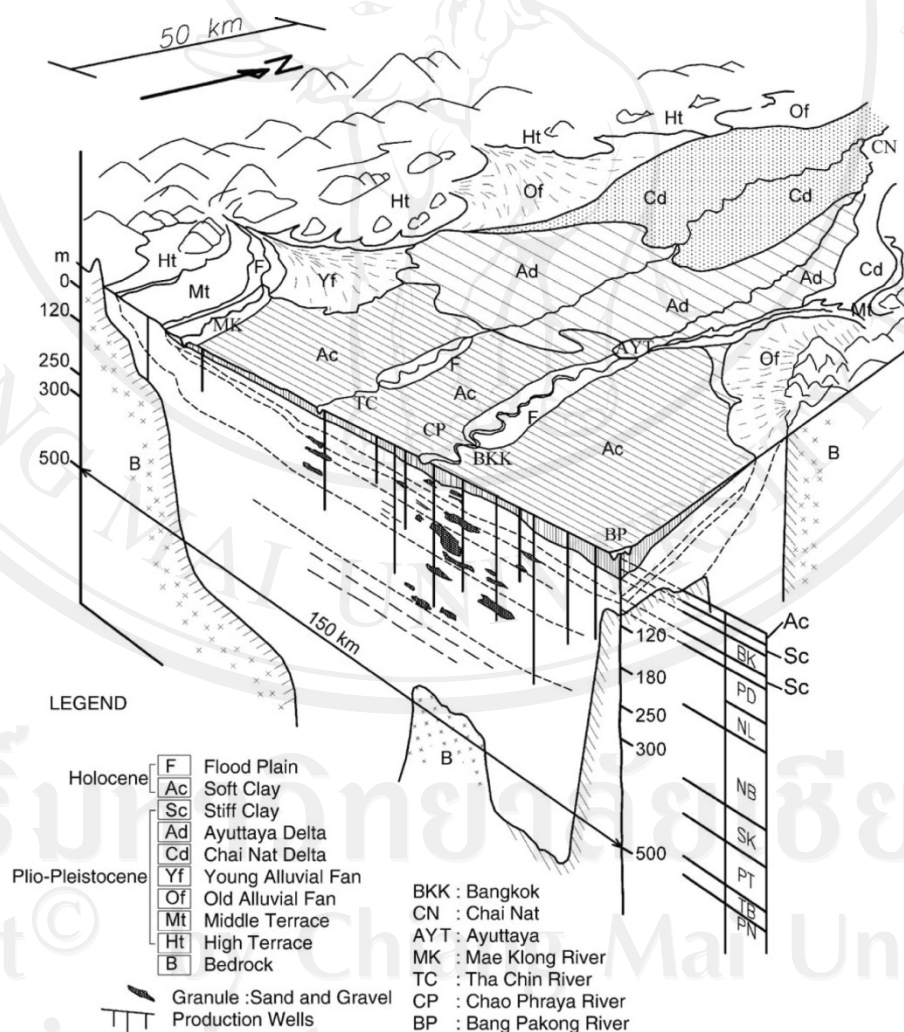 50 km
N
Ht
Of
Ht
CN
Of
Cd
Cd
Ht
Ht
F
Mt
Yf
Ad
Ad
Ad
Cd
Mt
m
0
120
250
300
500
MK
Ac
F
AYT
Of
TC
Ac
CP
F
BKK
Ac
B
B
BP
150 km
120
180
250
300
500
B
Ac
BK
Sc
PD
Sc
NL
NB
SK
PT
TB
PN
LEGEND
Holocene
F Flood Plain
Ac Soft Clay
Plio-Pleistocene
Sc Stiff Clay
Ad Ayuttaya Delta
Cd Chai Nat Delta
Yf Young Alluvial Fan
Of Old Alluvial Fan
Mt Middle Terrace
Ht High Terrace
B Bedrock
Granule :Sand and Gravel
Production Wells
BKK : Bangkok
CN : Chai Nat
AYT : Ayuttaya
MK : Mae Klong River
TC : Tha Chin River
CP : Chao Phraya River
BP : Bang Pakong River
© by Chiang Mai Un